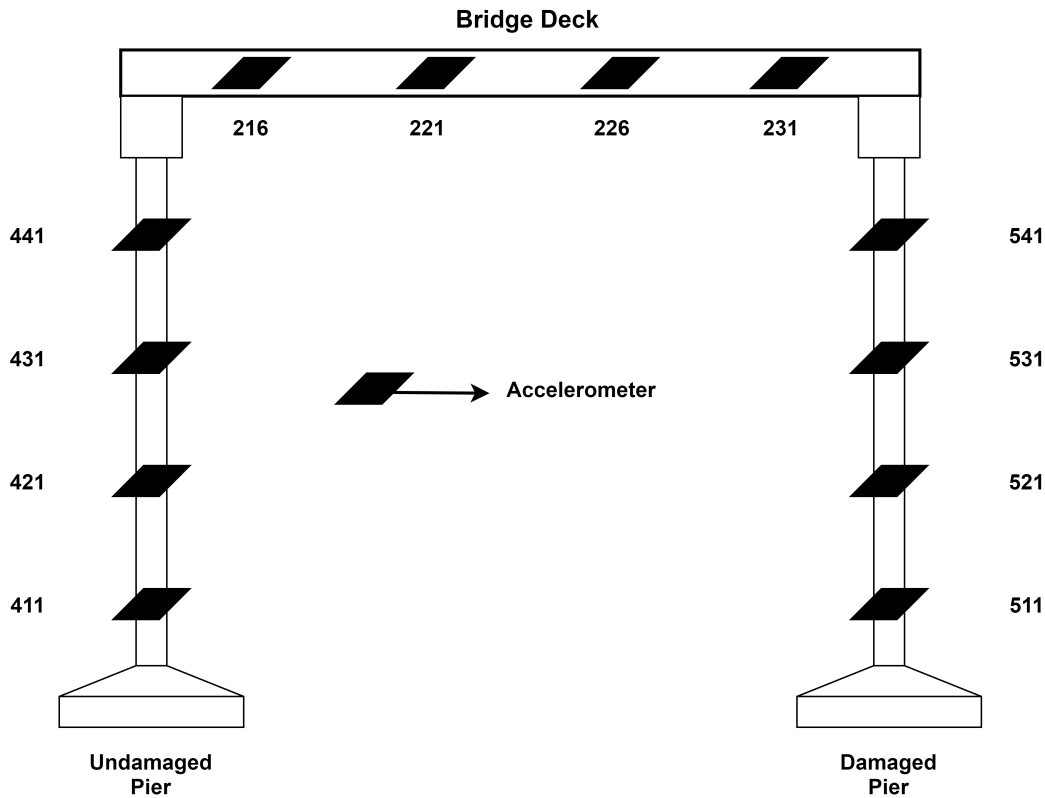 Bridge Deck
216 221 226 231
441 541
431 531
Accelerometer
421 521
411 511
Undamaged
Pier
Damaged
Pier